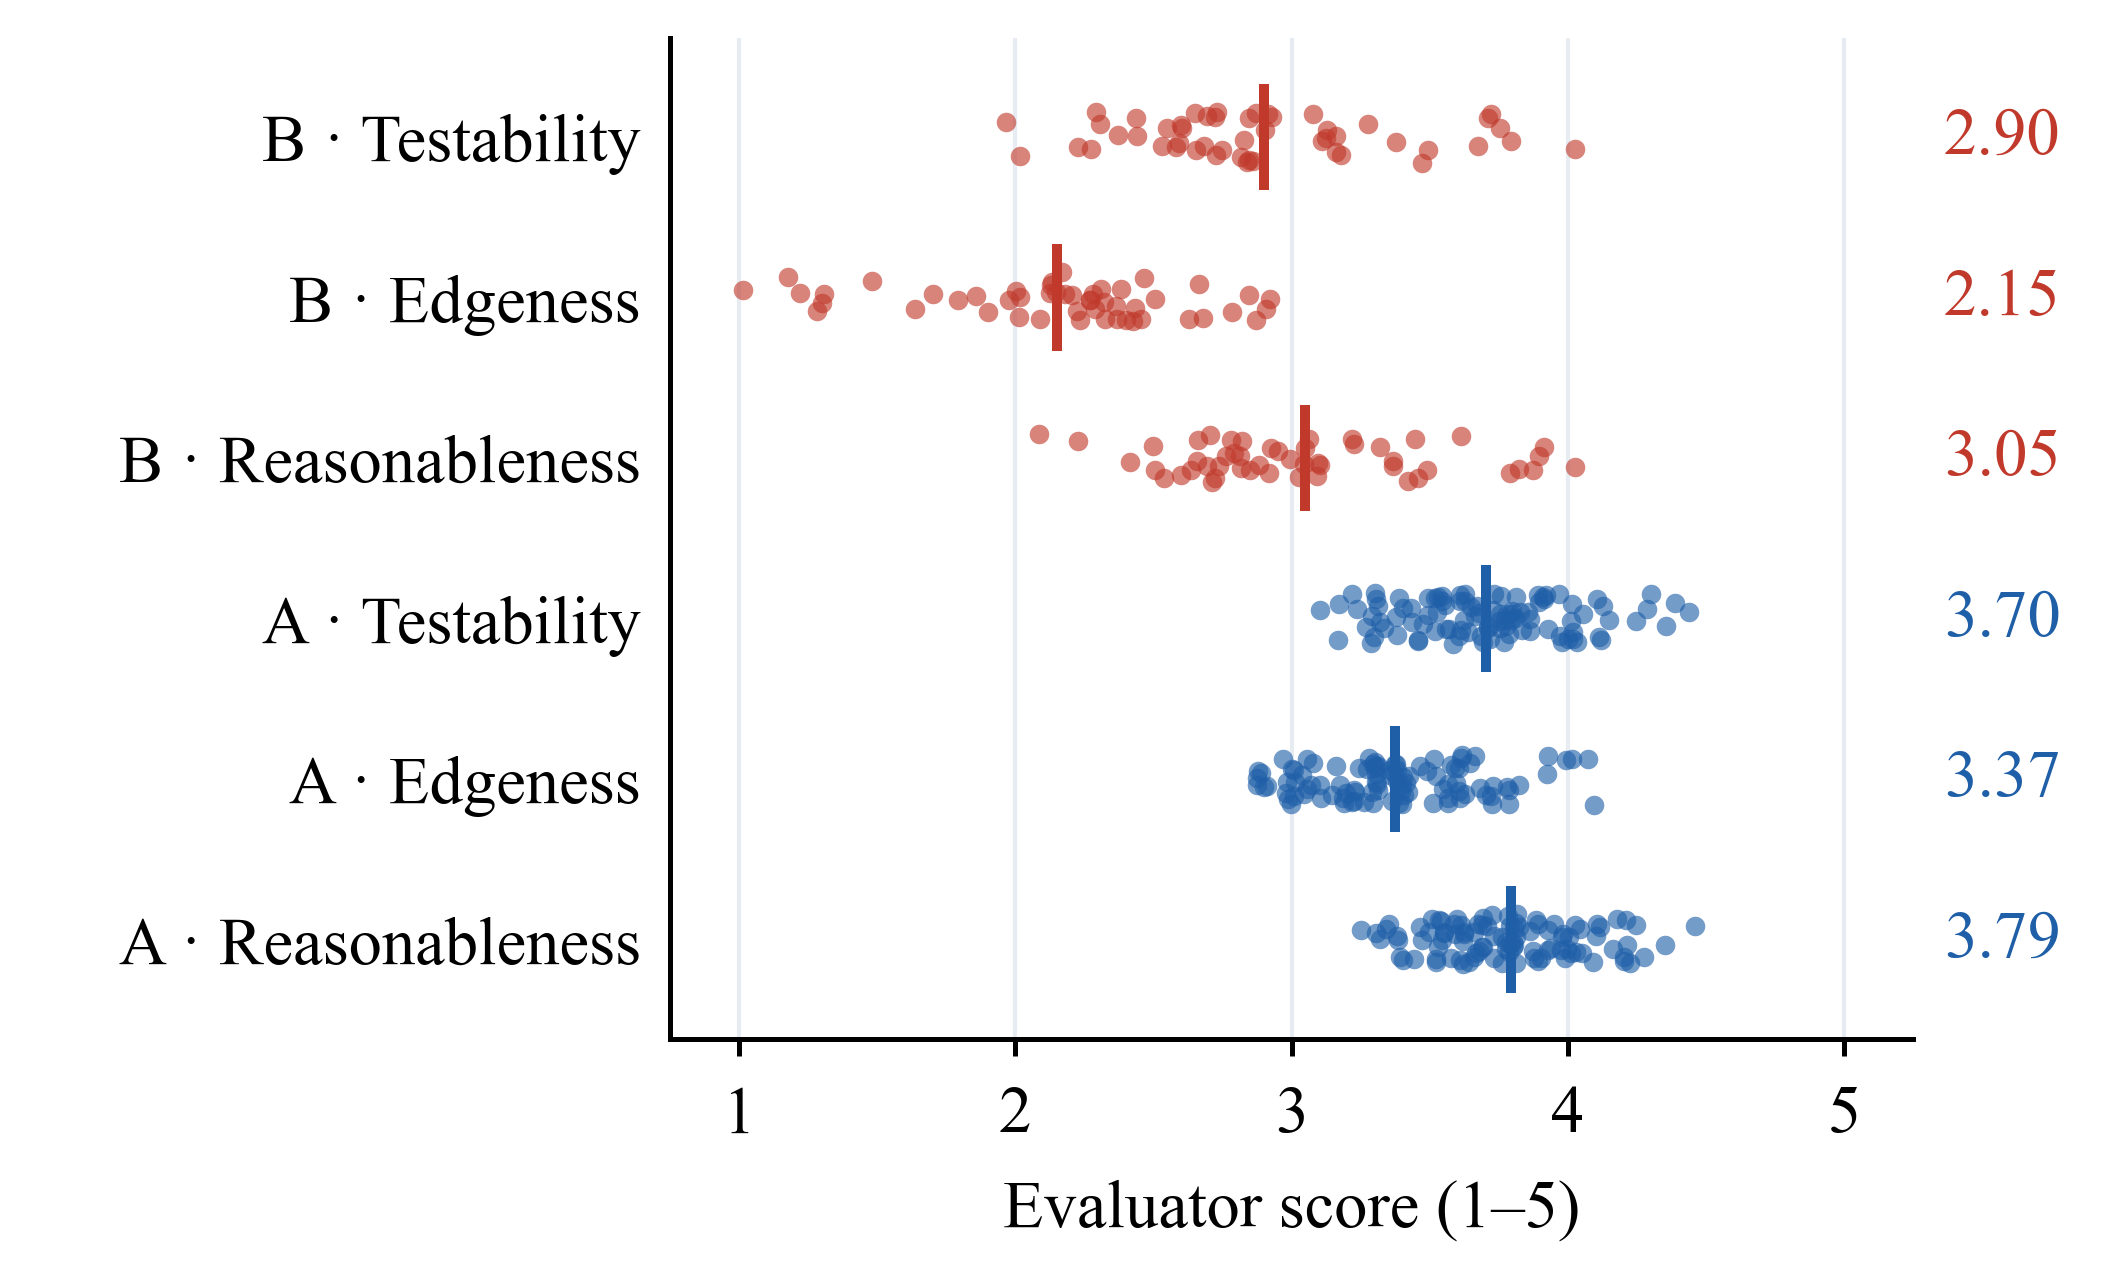 B · Testability 2.90
B · Edgeness 2.15
B · Reasonableness 3.05
A · Testability 3.70
A · Edgeness 3.37
A · Reasonableness 3.79
1 2 3 4 5
Evaluator score (1–5)